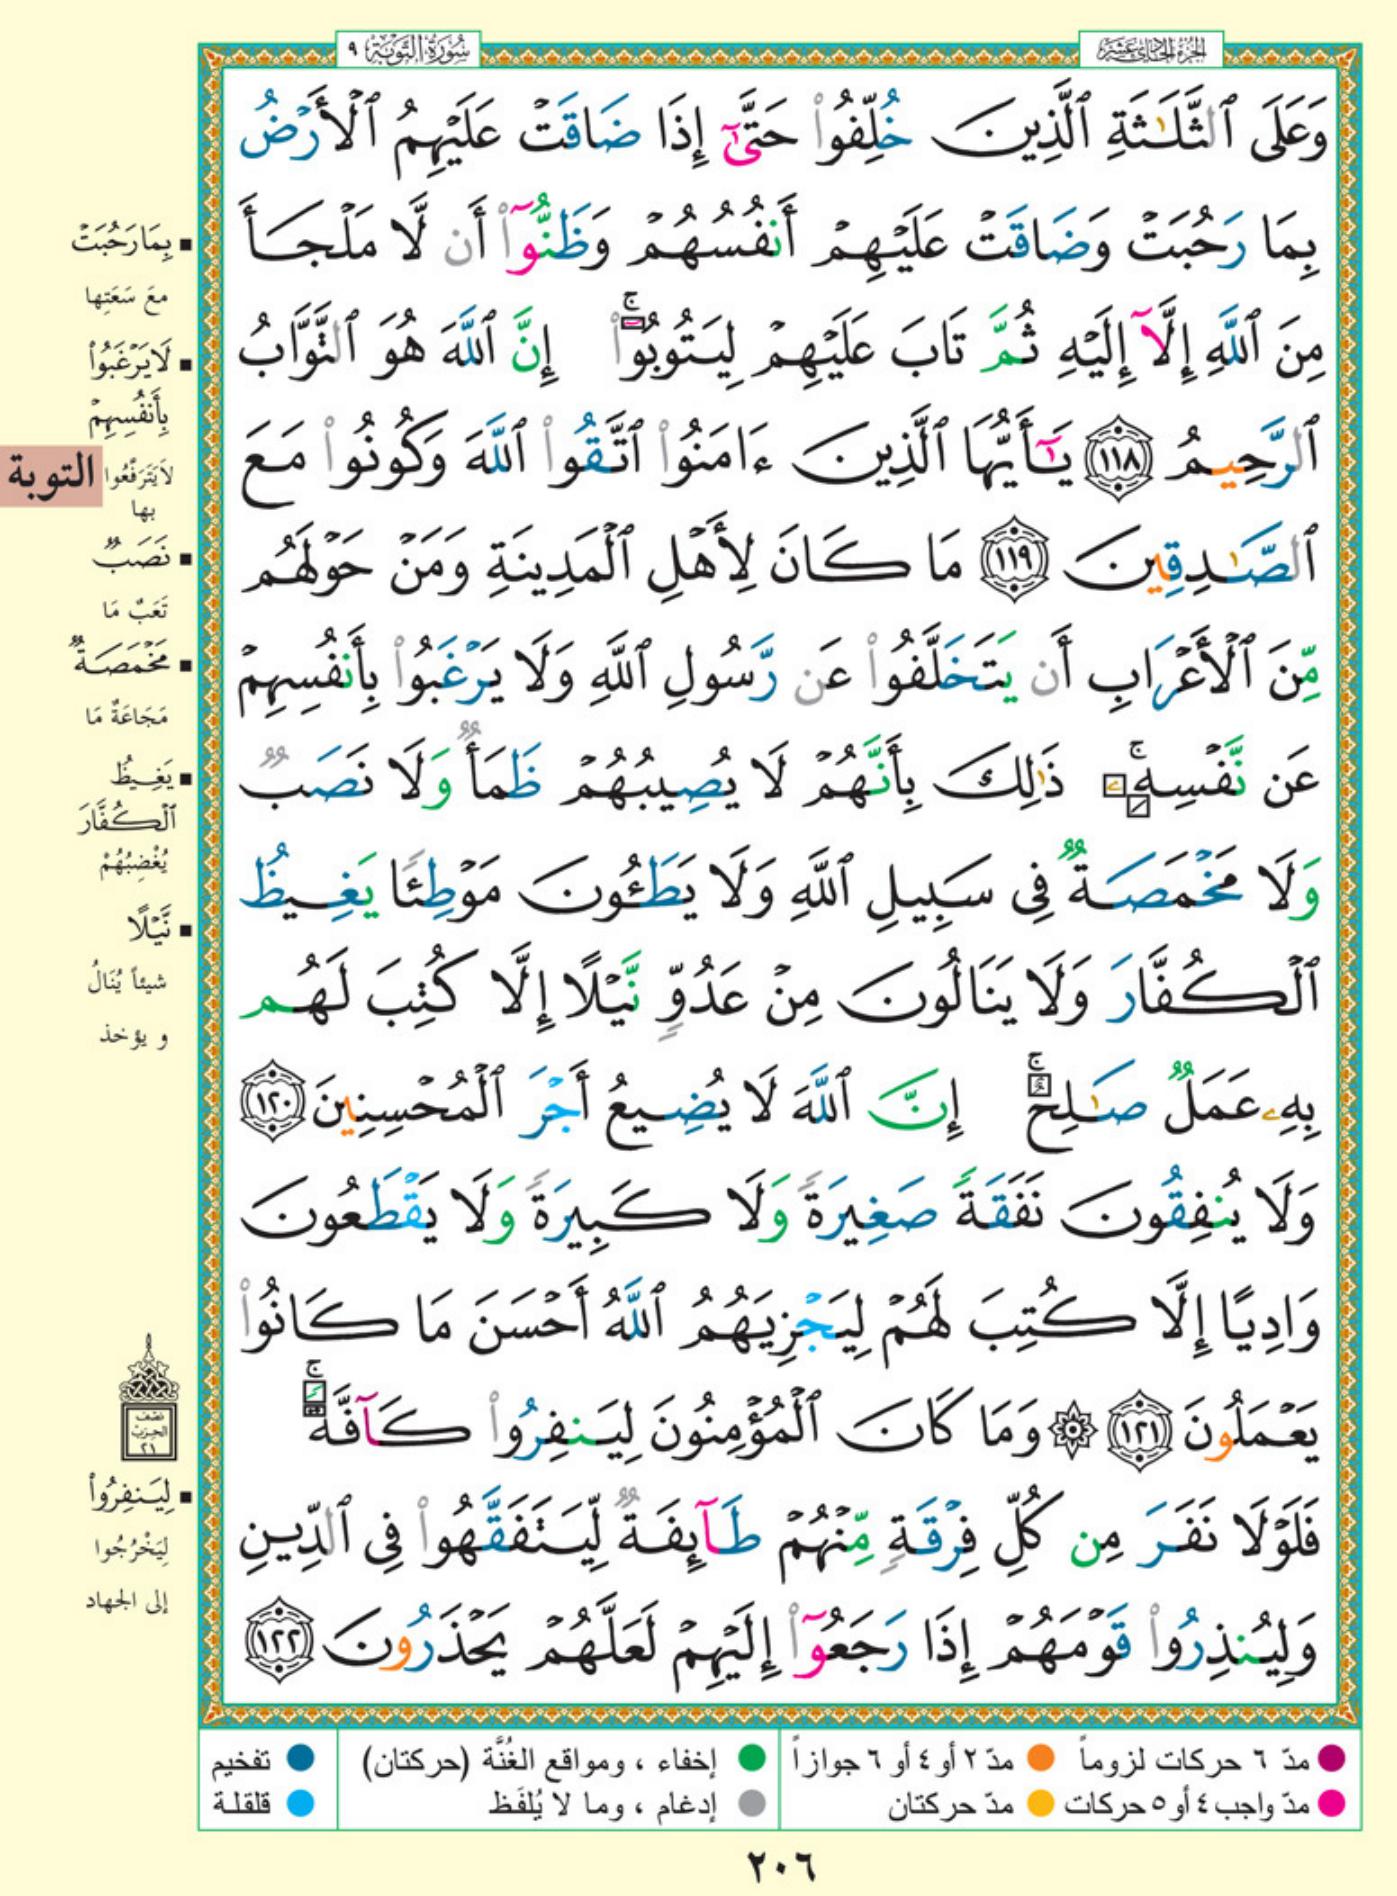 الجزء الحادي عشر
سورة التوبة ٩
وَعَلَى ٱلثَّلَـٰثَةِ ٱلَّذِينَ خُلِّفُوا۟ حَتَّىٰٓ إِذَا ضَاقَتْ عَلَيْهِمُ ٱلْأَرْضُ
بِمَا رَحُبَتْ وَضَاقَتْ عَلَيْهِمْ أَنفُسُهُمْ وَظَنُّوٓا۟ أَن لَّا مَلْجَأَ
مِنَ ٱللَّهِ إِلَّآ إِلَيْهِ ثُمَّ تَابَ عَلَيْهِمْ لِيَتُوبُوٓا۟ ۚ إِنَّ ٱللَّهَ هُوَ ٱلتَّوَّابُ
ٱلرَّحِيمُ ١١٨ يَـٰٓأَيُّهَا ٱلَّذِينَ ءَامَنُوا۟ ٱتَّقُوا۟ ٱللَّهَ وَكُونُوا۟ مَعَ
ٱلصَّـٰدِقِينَ ١١٩ مَا كَانَ لِأَهْلِ ٱلْمَدِينَةِ وَمَنْ حَوْلَهُم
مِّنَ ٱلْأَعْرَابِ أَن يَتَخَلَّفُوا۟ عَن رَّسُولِ ٱللَّهِ وَلَا يَرْغَبُوا۟ بِأَنفُسِهِمْ
عَن نَّفْسِهِۦ ۚ ذَٰلِكَ بِأَنَّهُمْ لَا يُصِيبُهُمْ ظَمَأٌ وَلَا نَصَبٌ
وَلَا مَخْمَصَةٌ فِى سَبِيلِ ٱللَّهِ وَلَا يَطَـُٔونَ مَوْطِئًا يَغِيظُ
ٱلْكُفَّارَ وَلَا يَنَالُونَ مِنْ عَدُوٍّ نَّيْلًا إِلَّا كُتِبَ لَهُم
بِهِۦ عَمَلٌ صَـٰلِحٌ ۚ إِنَّ ٱللَّهَ لَا يُضِيعُ أَجْرَ ٱلْمُحْسِنِينَ ١٢٠
وَلَا يُنفِقُونَ نَفَقَةً صَغِيرَةً وَلَا كَبِيرَةً وَلَا يَقْطَعُونَ
وَادِيًا إِلَّا كُتِبَ لَهُمْ لِيَجْزِيَهُمُ ٱللَّهُ أَحْسَنَ مَا كَانُوا۟
يَعْمَلُونَ ١٢١ ۞ وَمَا كَانَ ٱلْمُؤْمِنُونَ لِيَنفِرُوا۟ كَآفَّةً ۚ
فَلَوْلَا نَفَرَ مِن كُلِّ فِرْقَةٍ مِّنْهُمْ طَآئِفَةٌ لِّيَتَفَقَّهُوا۟ فِى ٱلدِّينِ
وَلِيُنذِرُوا۟ قَوْمَهُمْ إِذَا رَجَعُوٓا۟ إِلَيْهِمْ لَعَلَّهُمْ يَحْذَرُونَ ١٢٢
بِمَا رَحُبَتْ
مَعَ سَعَتِها
لَا يَرْغَبُوا۟
بِأَنفُسِهِمْ
لَا يَتَرَفَّعُوا
بها
التوبة
نَصَبٌ
تَعَبٌ مَا
مَخْمَصَةٌ
مَجَاعَةٌ مَا
يَغِيظُ
ٱلْكُفَّارَ
يُغْضِبُهُمْ
نَّيْلًا
شيئاً يُنَالُ
و يؤخذ
نصف
الحزب
٢١
لِيَنفِرُوا۟
لِيَخْرُجُوا
إلى الجهاد
مدّ ٦ حركات لزوماً مدّ ٢ أو ٤ أو ٦ جوازاً إخفاء ، ومواقع الغُنَّة (حركتان) تفخيم
مدّ واجب ٤ أو ٥ حركات مدّ حركتان إدغام ، وما لا يُلفَظ قلقلة
٢٠٦